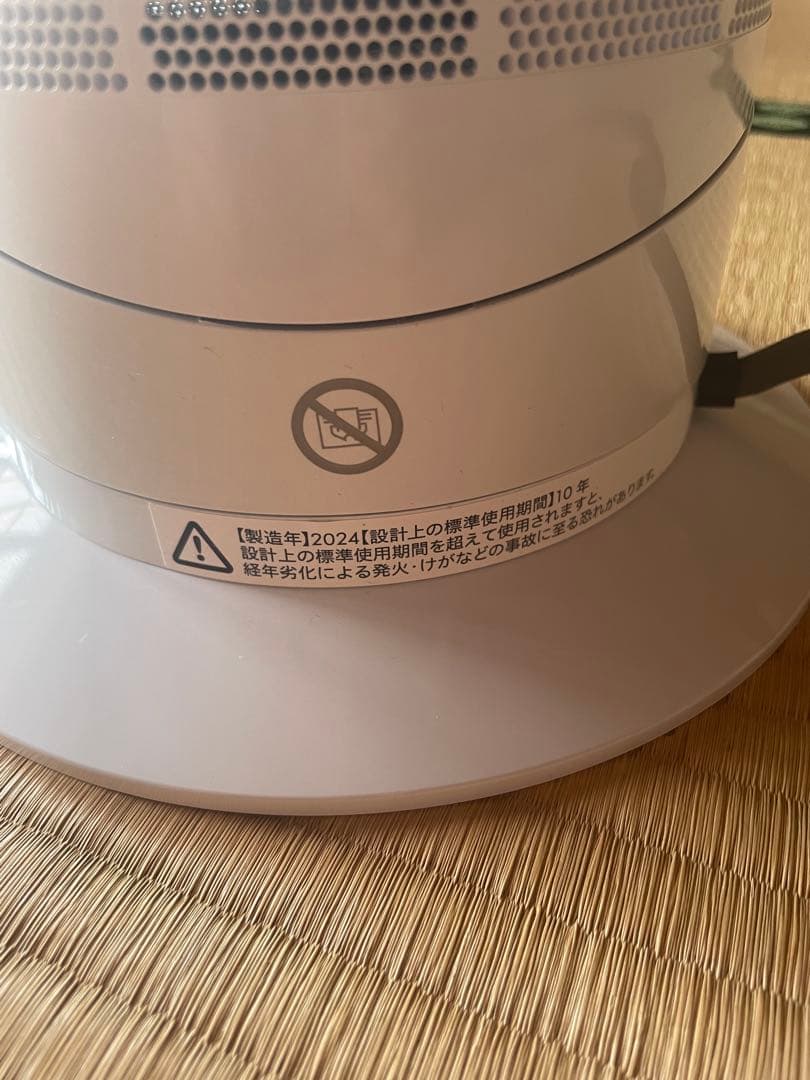 【製造年】2024【設計上の標準使用期間】10年
設計上の標準使用期間を超えて使用されますと、
経年劣化による発火・けがなどの事故に至る恐れがあります。